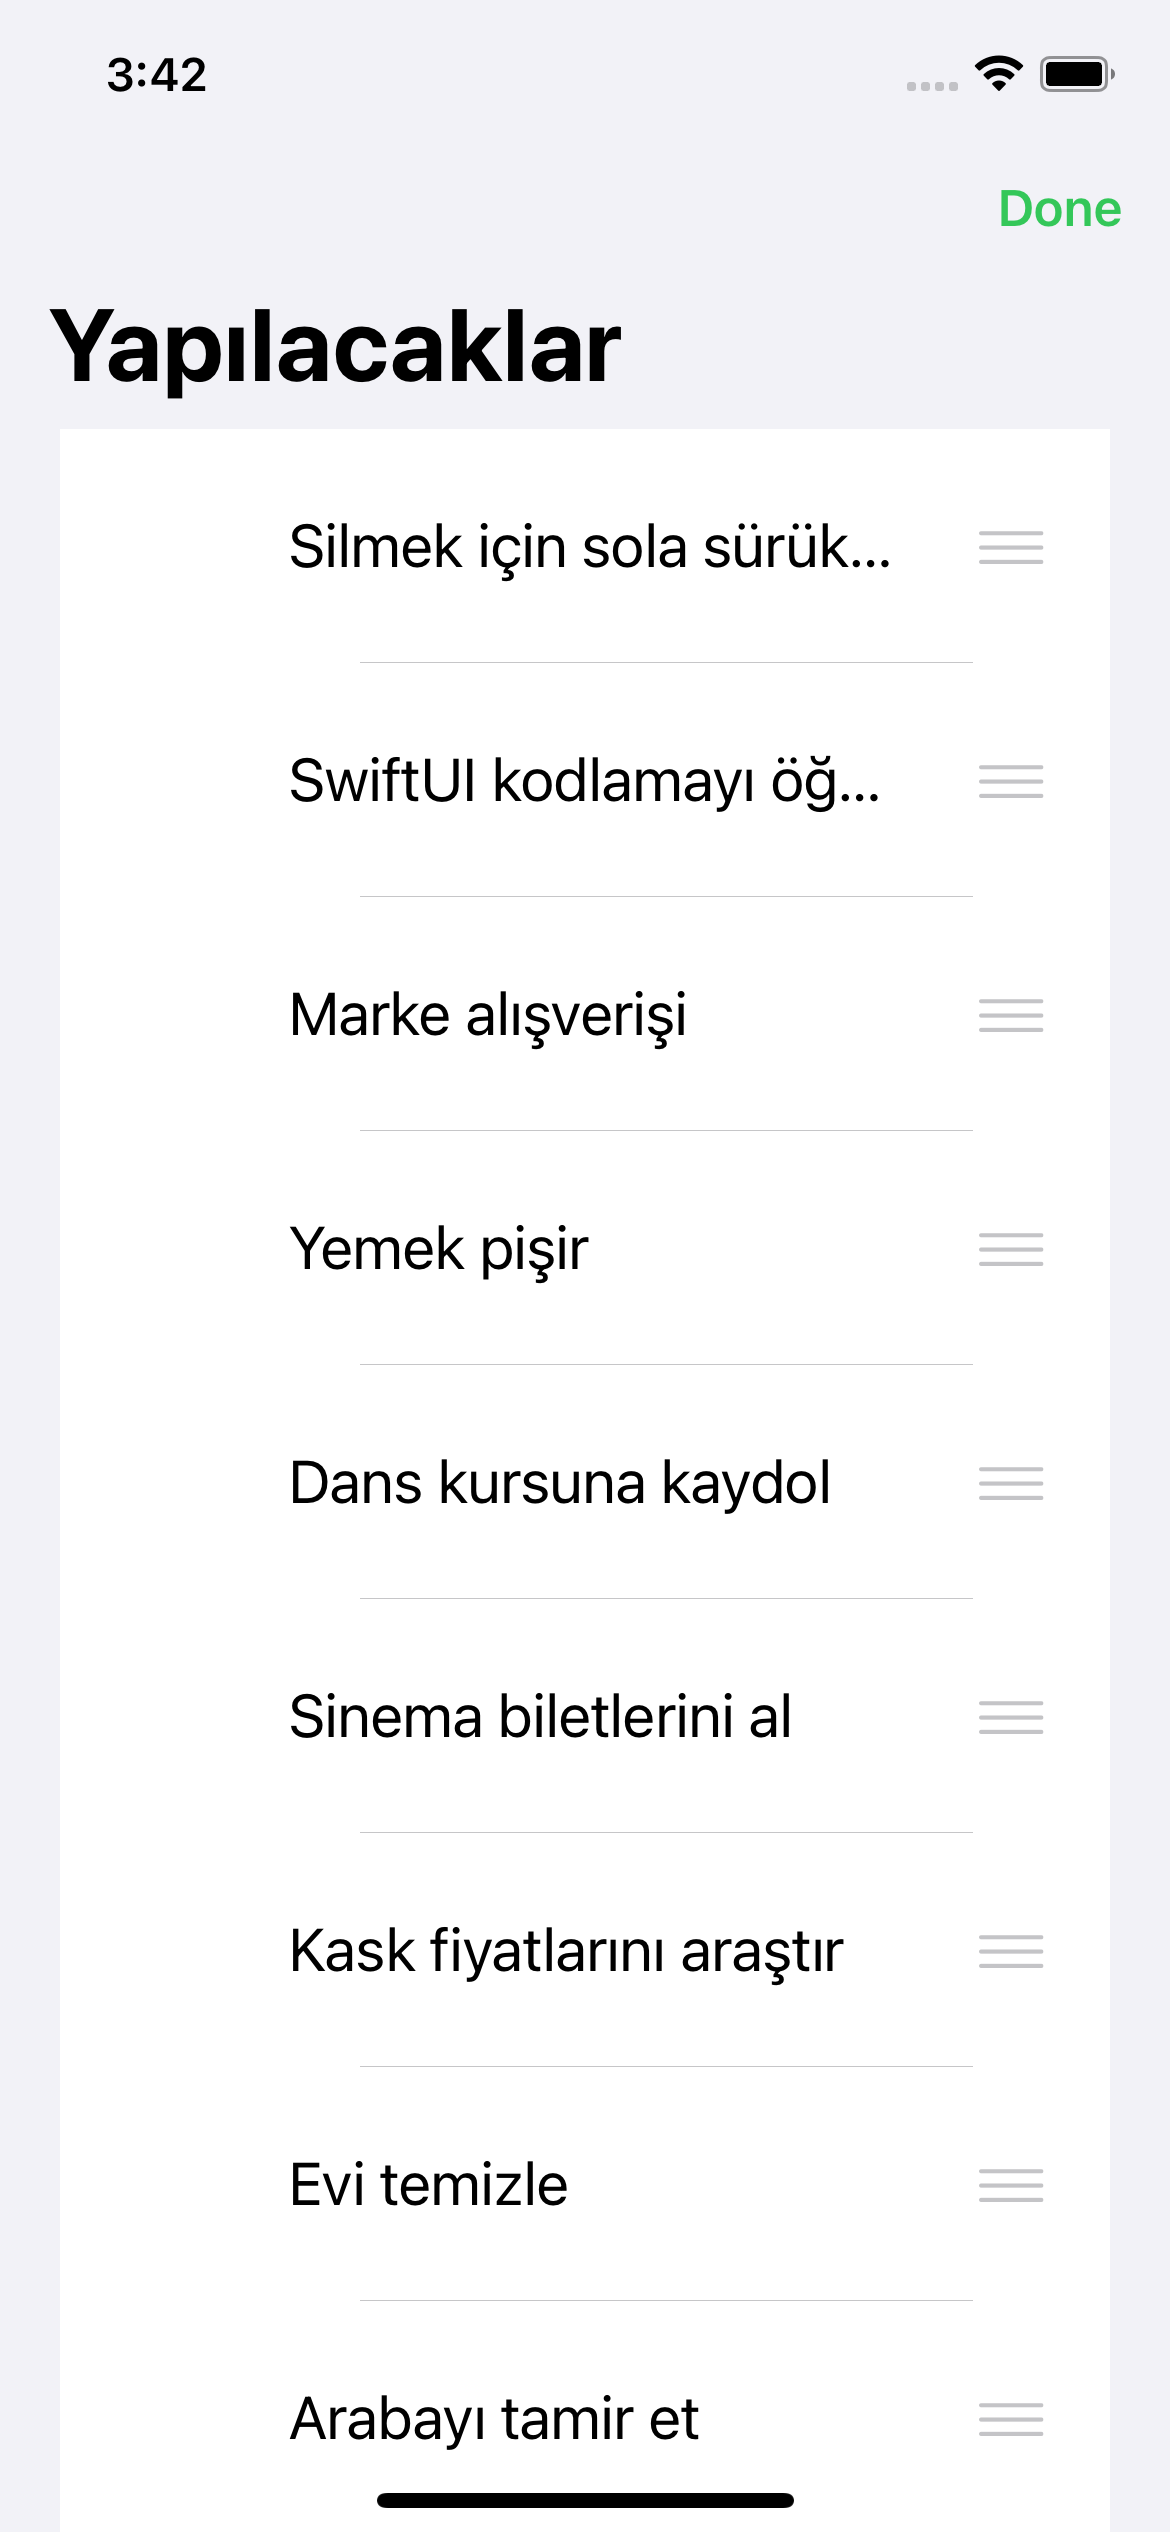 3:42
Done
Yapılacaklar
Silmek için sola sürük...
SwiftUI kodlamayı öğ...
Marke alışverişi
Yemek pişir
Dans kursuna kaydol
Sinema biletlerini al
Kask fiyatlarını araştır
Evi temizle
Arabayı tamir et